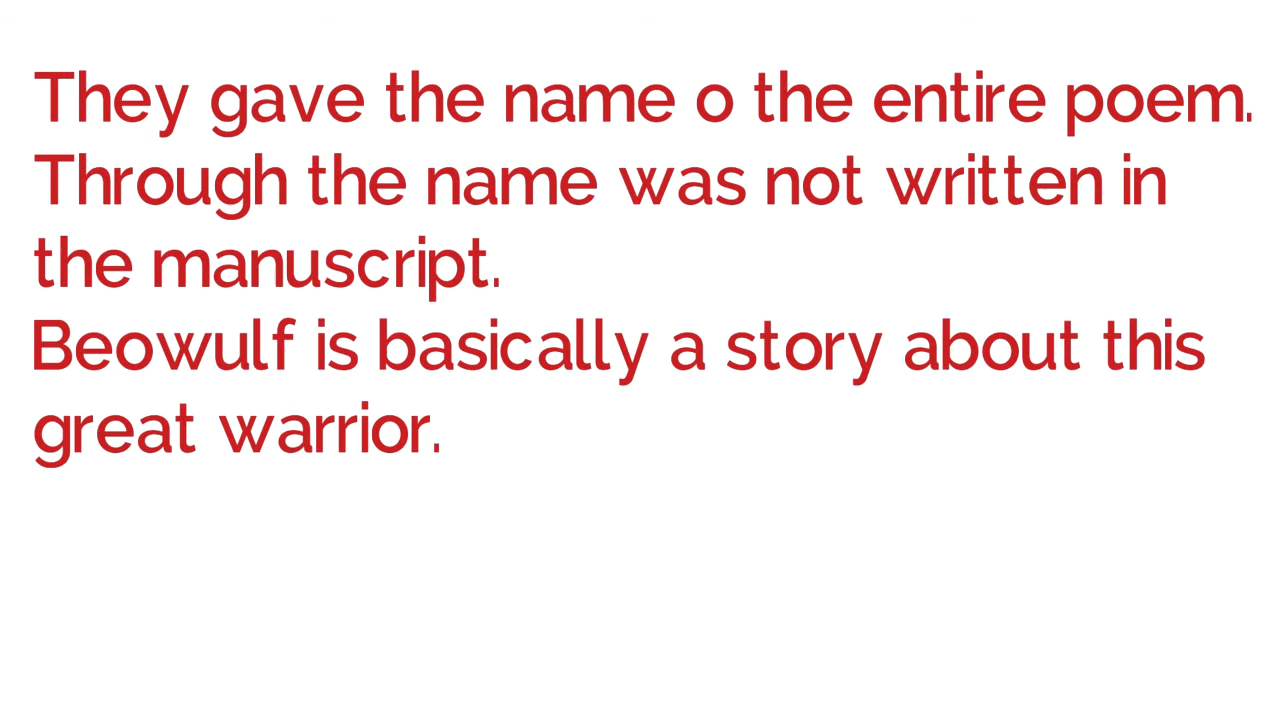 They gave the name o the entire poem.
Through the name was not written in
the manuscript.
Beowulf is basically a story about this
great warrior.